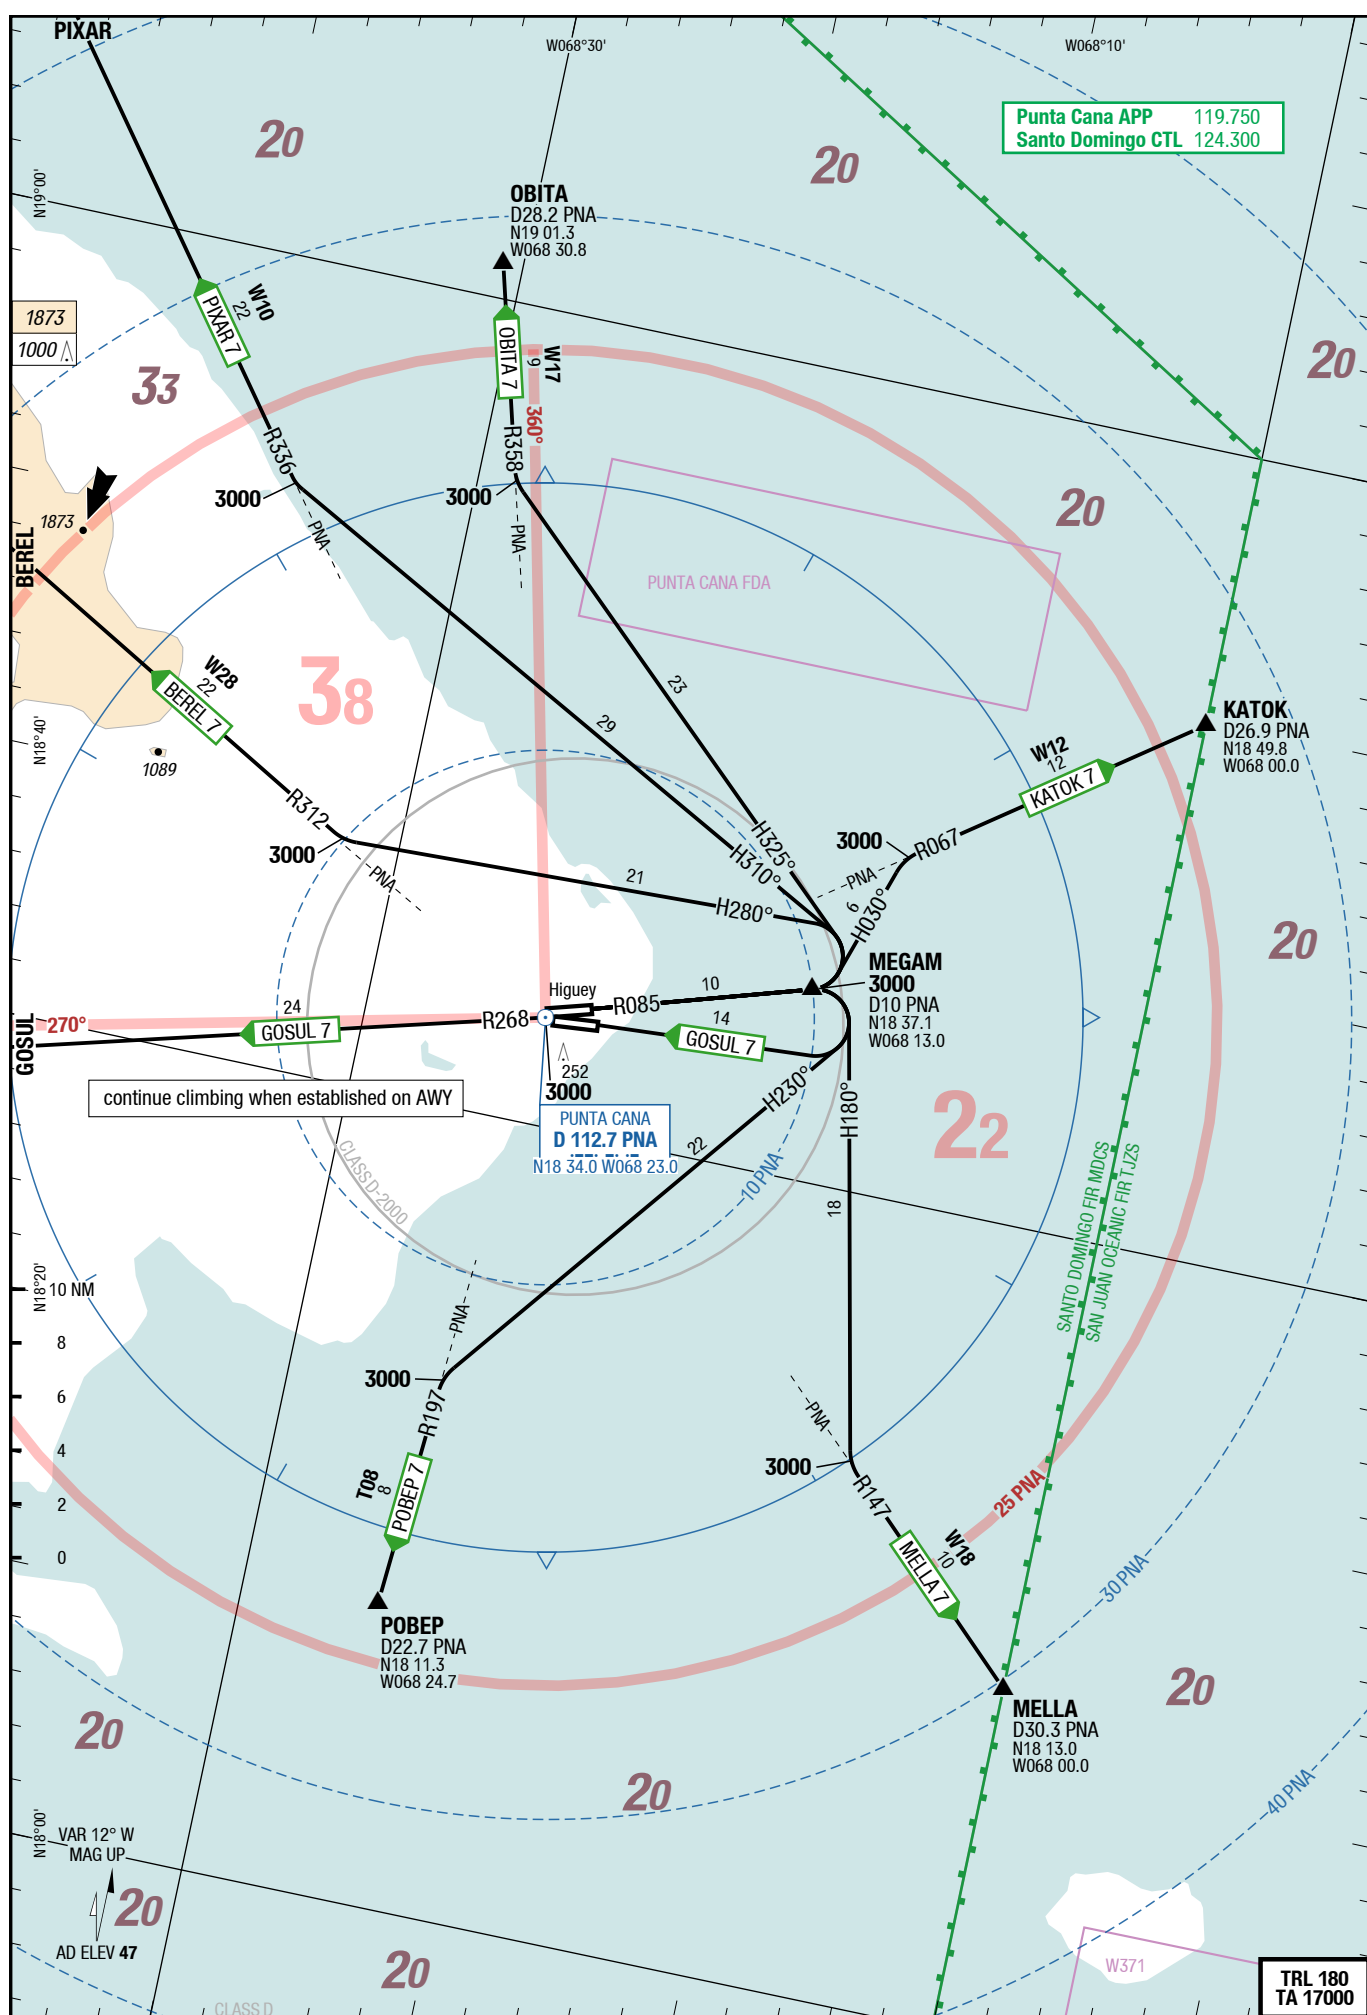 PIXAR
W068°30'
W068°10'
Punta Cana APP 119.750
Santo Domingo CTL 124.300
20
20
N19°00'
OBITA
D28.2 PNA
N19 01.3
W068 30.8
W10
22
PIXAR 7
1873
1000
33
OBITA 7
W17
9
360°
20
R336
R358
3000
3000
PNA
PNA
20
1873
BEREL
PUNTA CANA FDA
W28
22
BEREL 7
38
23
29
KATOK
D26.9 PNA
N18 49.8
W068 00.0
N18°40'
1089
W12
12
KATOK 7
R312
3000
PNA
H325°
H310°
3000
R067
PNA
21
H280°
6
H030°
20
MEGAM
3000
D10 PNA
N18 37.1
W068 13.0
Higuey
10
R085
24
GOSUL
270°
GOSUL 7
R268
14
GOSUL 7
252
3000
continue climbing when established on AWY
PUNTA CANA
D 112.7 PNA
N18 34.0 W068 23.0
H230°
H180°
22
22
CLASS D-2000
10 PNA
18
SANTO DOMINGO FIR MDCS
SAN JUAN OCEANIC FIR TJZS
N18°20'
10 NM
8
6
4
2
0
PNA
3000
R197
PNA
3000
R147
T08
8
POBEP 7
25 PNA
W18
10
MELLA 7
30 PNA
POBEP
D22.7 PNA
N18 11.3
W068 24.7
MELLA
D30.3 PNA
N18 13.0
W068 00.0
20
20
20
40 PNA
N18°00'
VAR 12° W
MAG UP
20
AD ELEV 47
20
W371
CLASS D
TRL 180
TA 17000